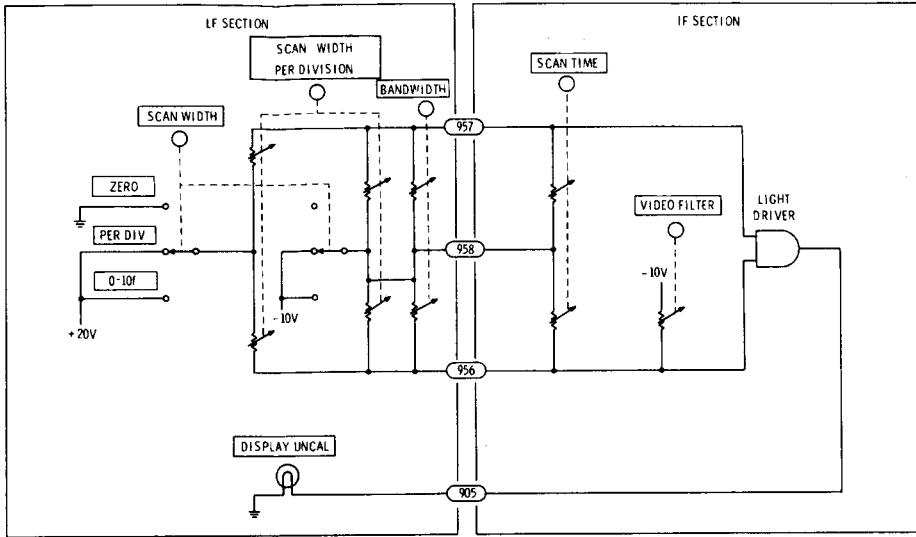 LF SECTION
IF SECTION
SCAN WIDTH
PER DIVISION
SCAN TIME
BANDWIDTH
SCAN WIDTH
957
ZERO
VIDEO FILTER
LIGHT
DRIVER
PER DIV
958
-10V
0-10f
-10V
+20V
956
DISPLAY UNCAL
905